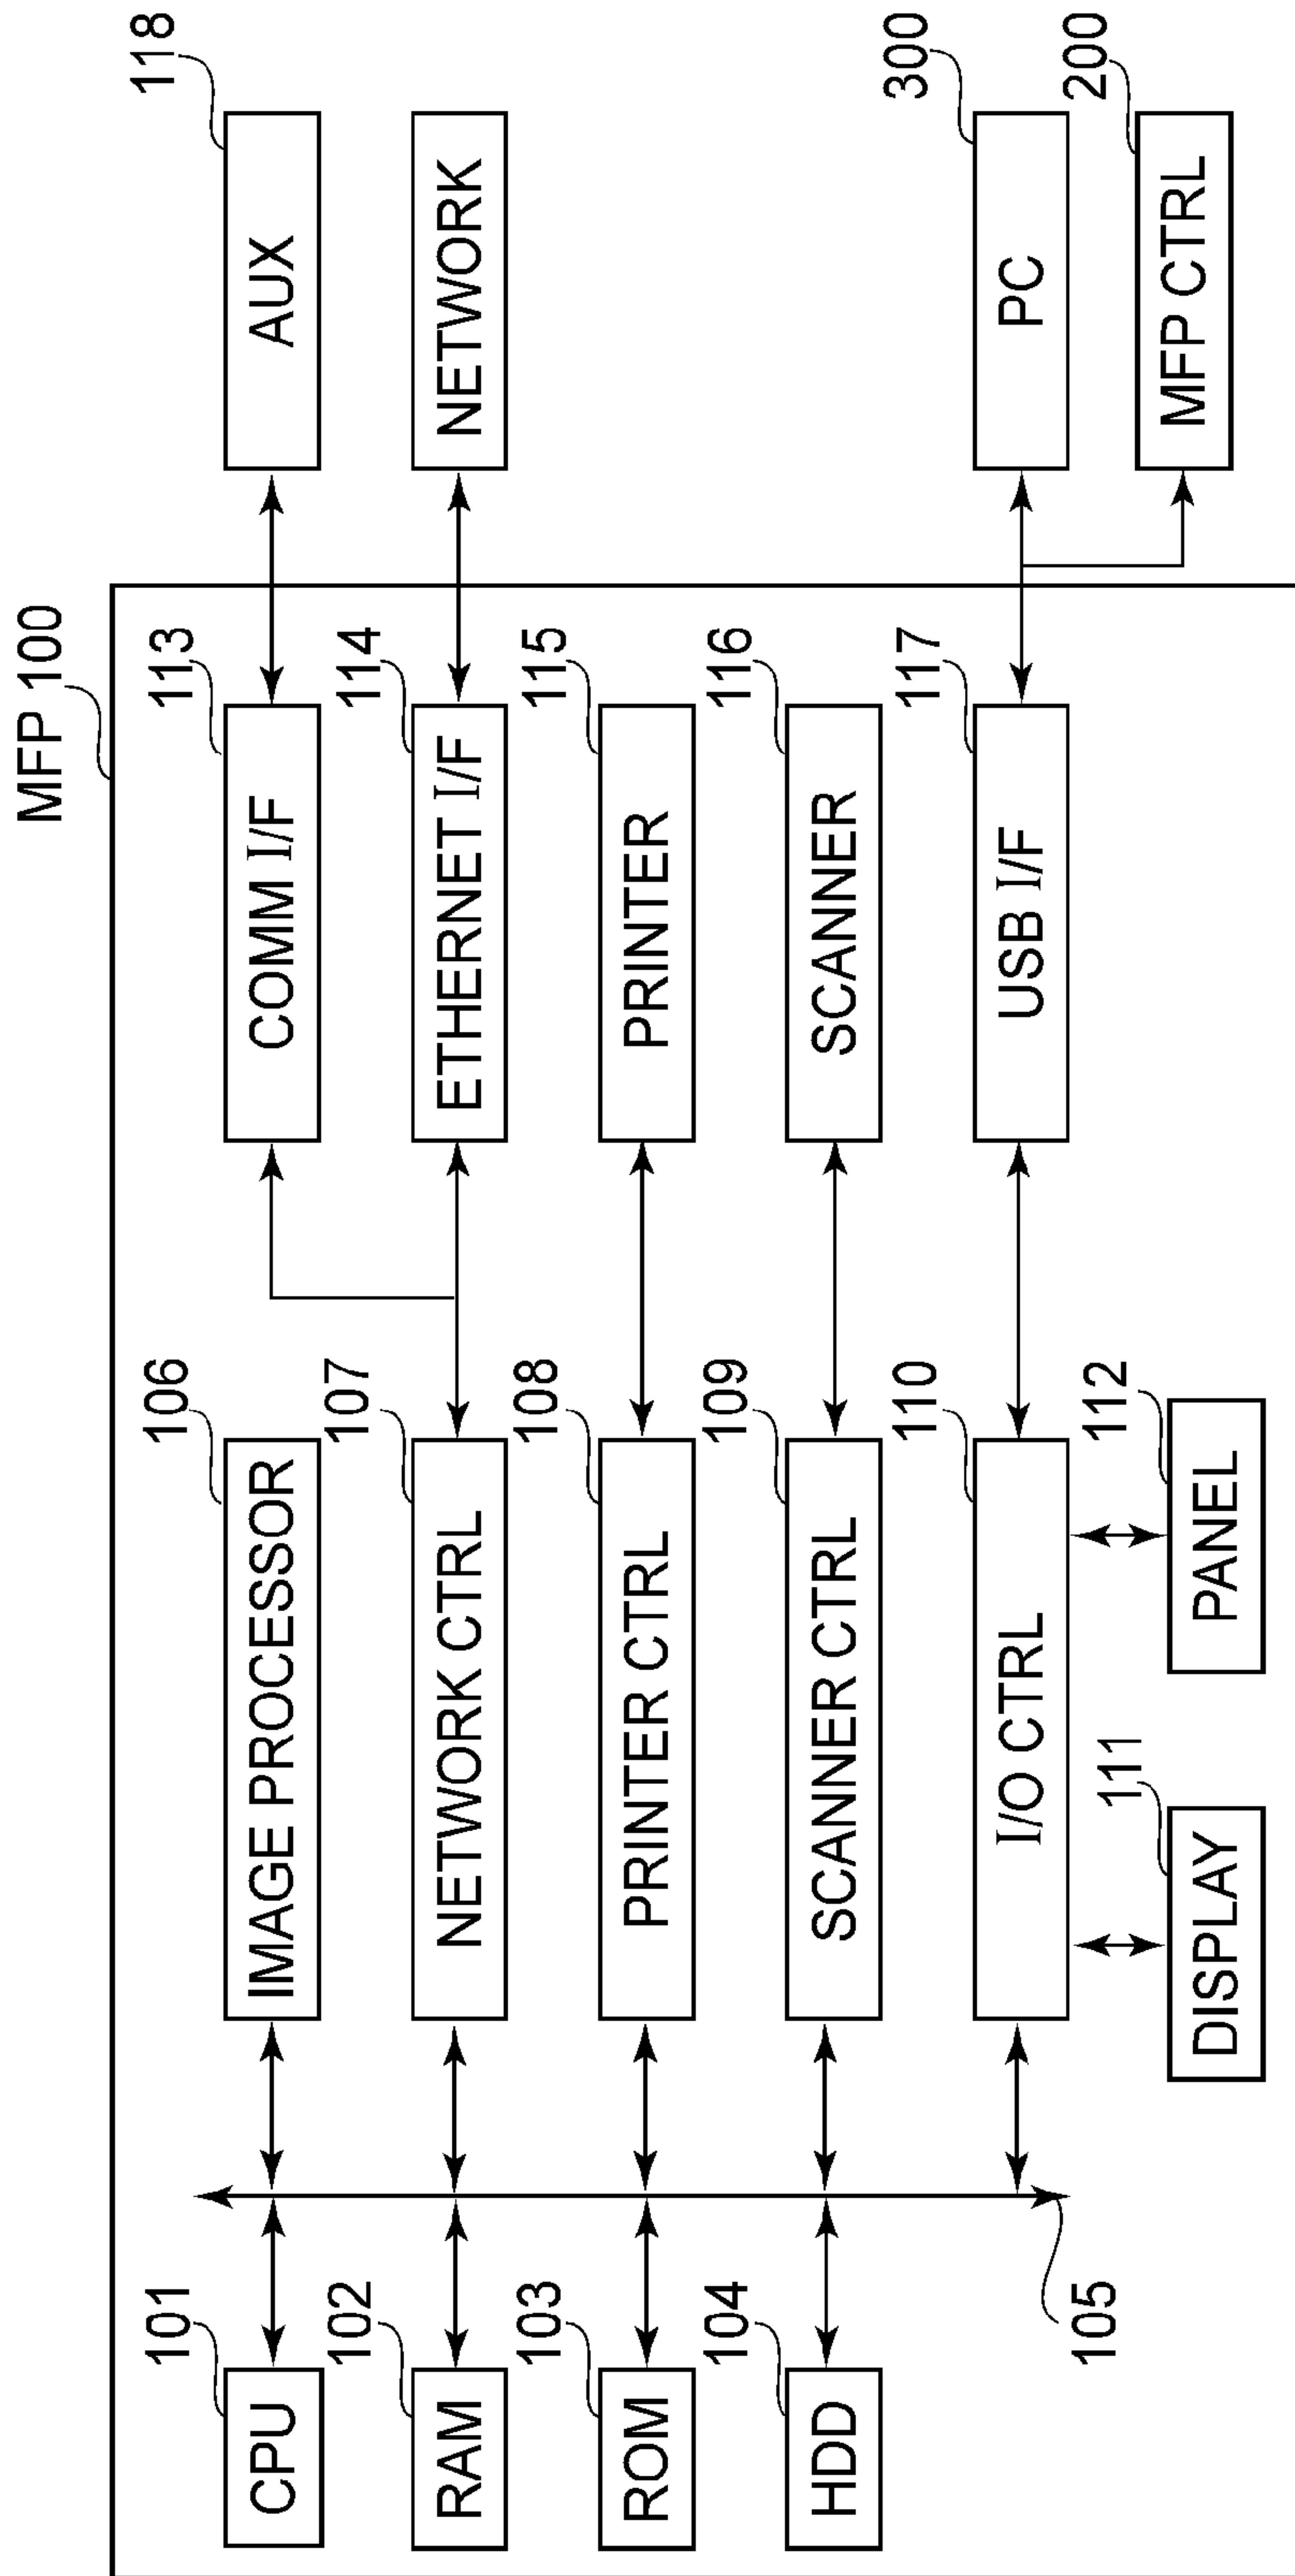 MFP 100
101
CPU
102
RAM
103
ROM
104
HDD
105
106
IMAGE PROCESSOR
107
NETWORK CTRL
108
PRINTER CTRL
109
SCANNER CTRL
110
I/O CTRL
111
DISPLAY
112
PANEL
113
COMM I/F
114
ETHERNET I/F
115
PRINTER
116
SCANNER
117
USB I/F
118
AUX
NETWORK
300
PC
200
MFP CTRL